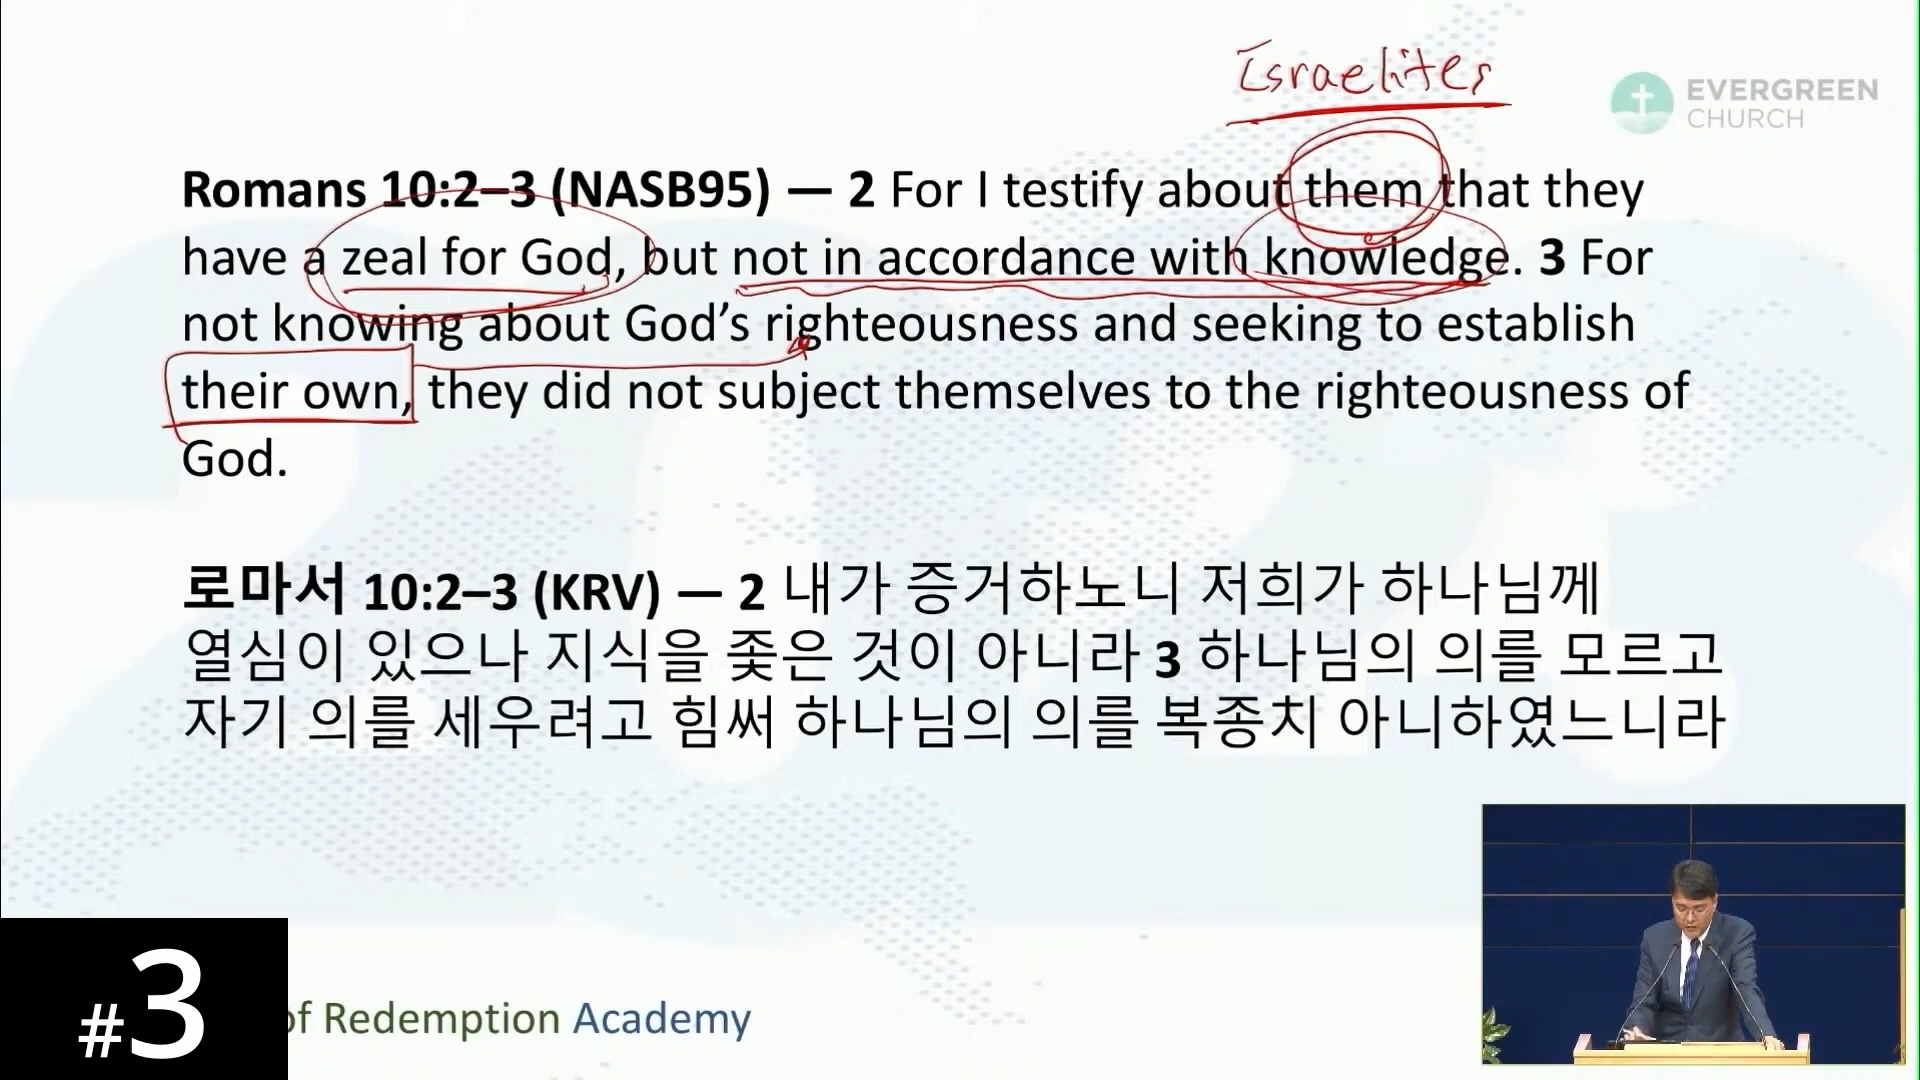 Israelites
EVERGREEN
CHURCH
Romans 10:2–3 (NASB95) — 2 For I testify about them that they
have a zeal for God, but not in accordance with knowledge. 3 For
not knowing about God’s righteousness and seeking to establish
their own, they did not subject themselves to the righteousness of
God.
로마서 10:2–3 (KRV) — 2 내가 증거하노니 저희가 하나님께
열심이 있으나 지식을 좇은 것이 아니라 3 하나님의 의를 모르고
자기 의를 세우려고 힘써 하나님의 의를 복종치 아니하였느니라
#3
of Redemption Academy